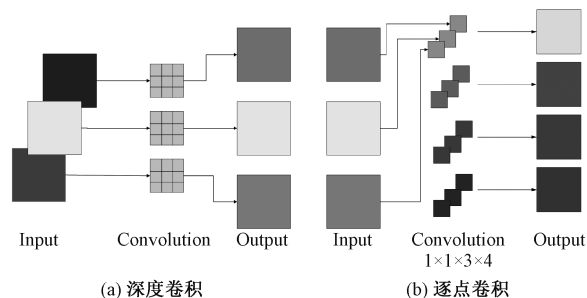 Input Convolution Output Input Convolution Output
1×1×3×4
(a) 深度卷积 (b) 逐点卷积